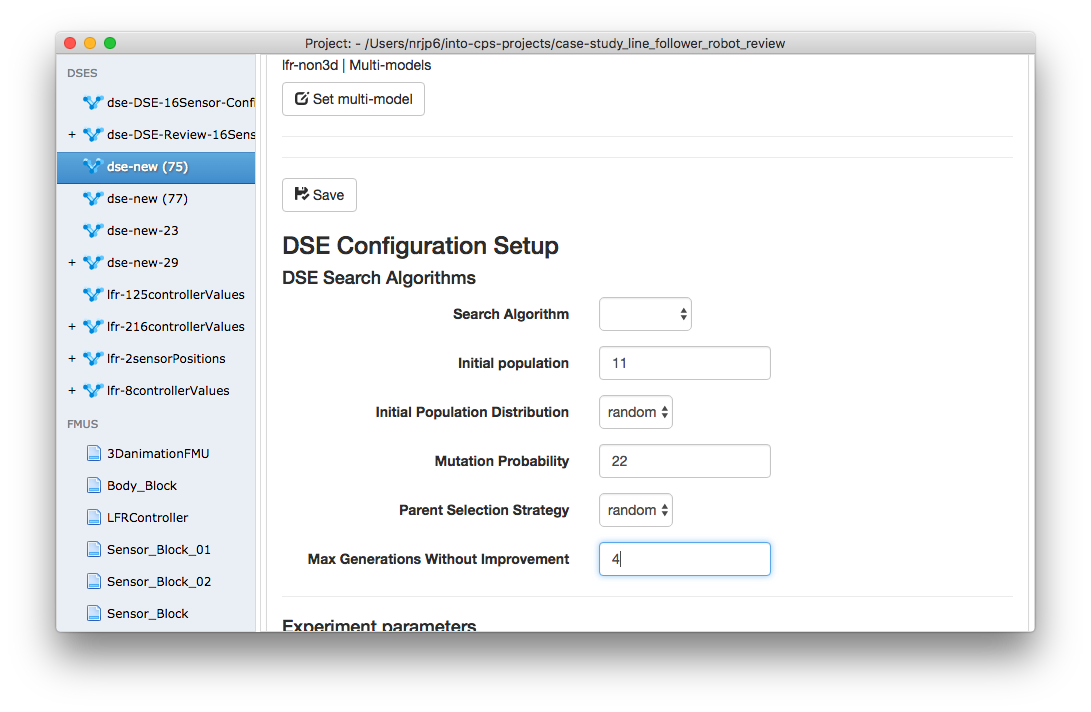 Project: - /Users/nrjp6/into-cps-projects/case-study_line_follower_robot_review
DSES
dse-DSE-16Sensor-Confi
+ dse-DSE-Review-16Sens
dse-new (75)
dse-new (77)
dse-new-23
+ dse-new-29
lfr-125controllerValues
+ lfr-216controllerValues
+ lfr-2sensorPositions
+ lfr-8controllerValues
FMUS
3DanimationFMU
Body_Block
LFRController
Sensor_Block_01
Sensor_Block_02
Sensor_Block
lfr-non3d | Multi-models
Set multi-model
Save
DSE Configuration Setup
DSE Search Algorithms
Search Algorithm
Initial population 11
Initial Population Distribution random
Mutation Probability 22
Parent Selection Strategy random
Max Generations Without Improvement 4
Experiment parameters